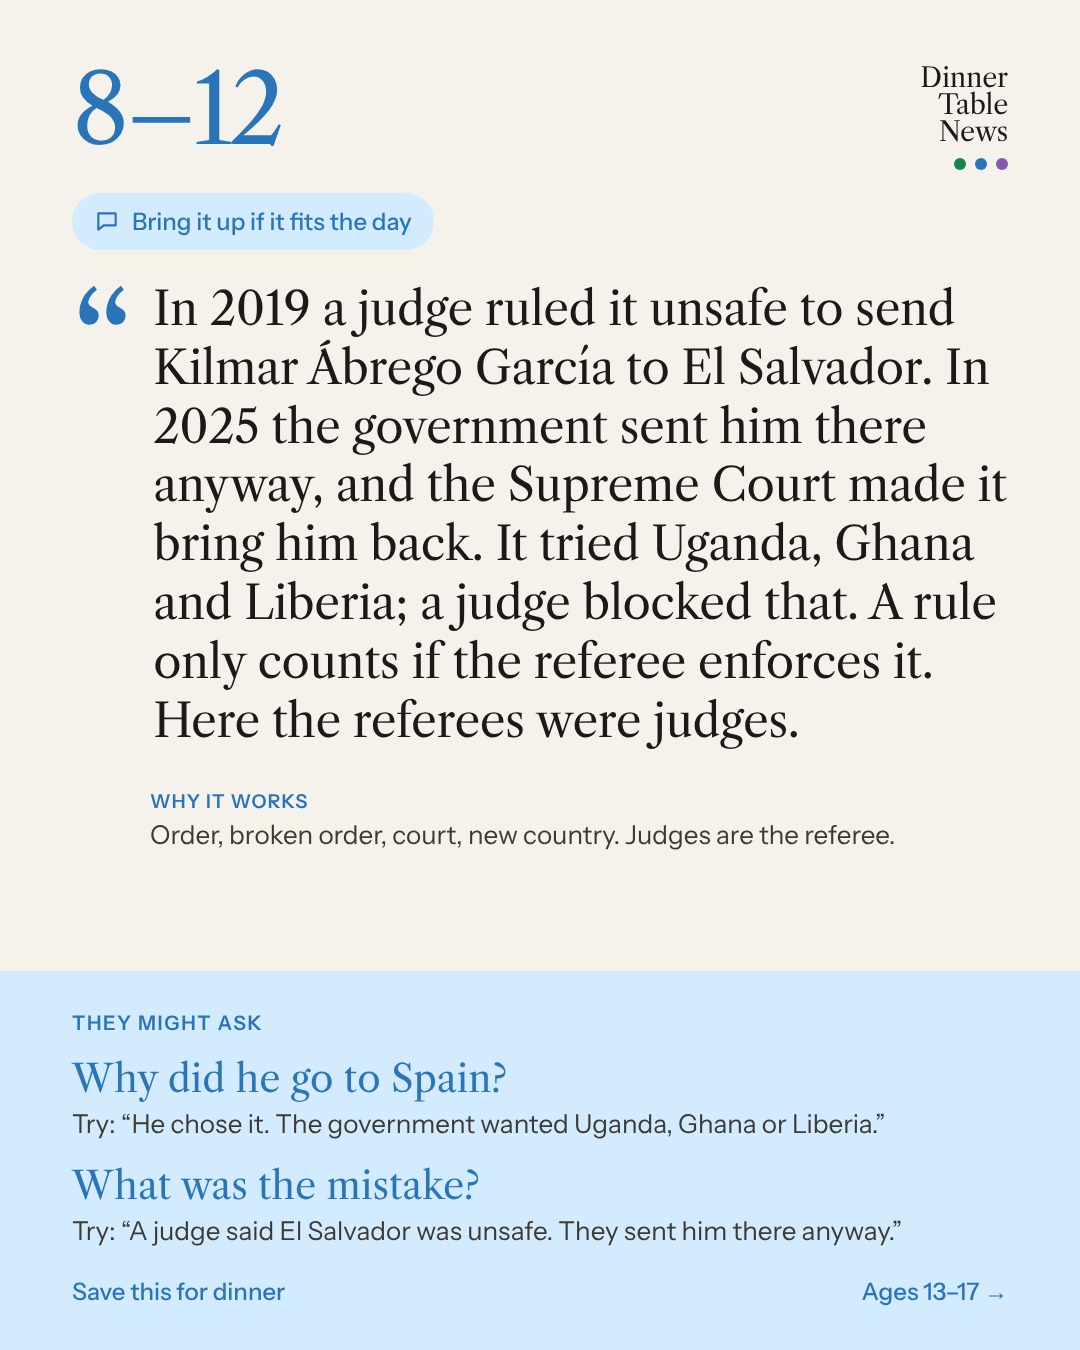 8–12
Dinner
Table
News
Bring it up if it fits the day
“ In 2019 a judge ruled it unsafe to send
Kilmar Ábrego García to El Salvador. In
2025 the government sent him there
anyway, and the Supreme Court made it
bring him back. It tried Uganda, Ghana
and Liberia; a judge blocked that. A rule
only counts if the referee enforces it.
Here the referees were judges.
WHY IT WORKS
Order, broken order, court, new country. Judges are the referee.
THEY MIGHT ASK
Why did he go to Spain?
Try: “He chose it. The government wanted Uganda, Ghana or Liberia.”
What was the mistake?
Try: “A judge said El Salvador was unsafe. They sent him there anyway.”
Save this for dinner
Ages 13–17 →